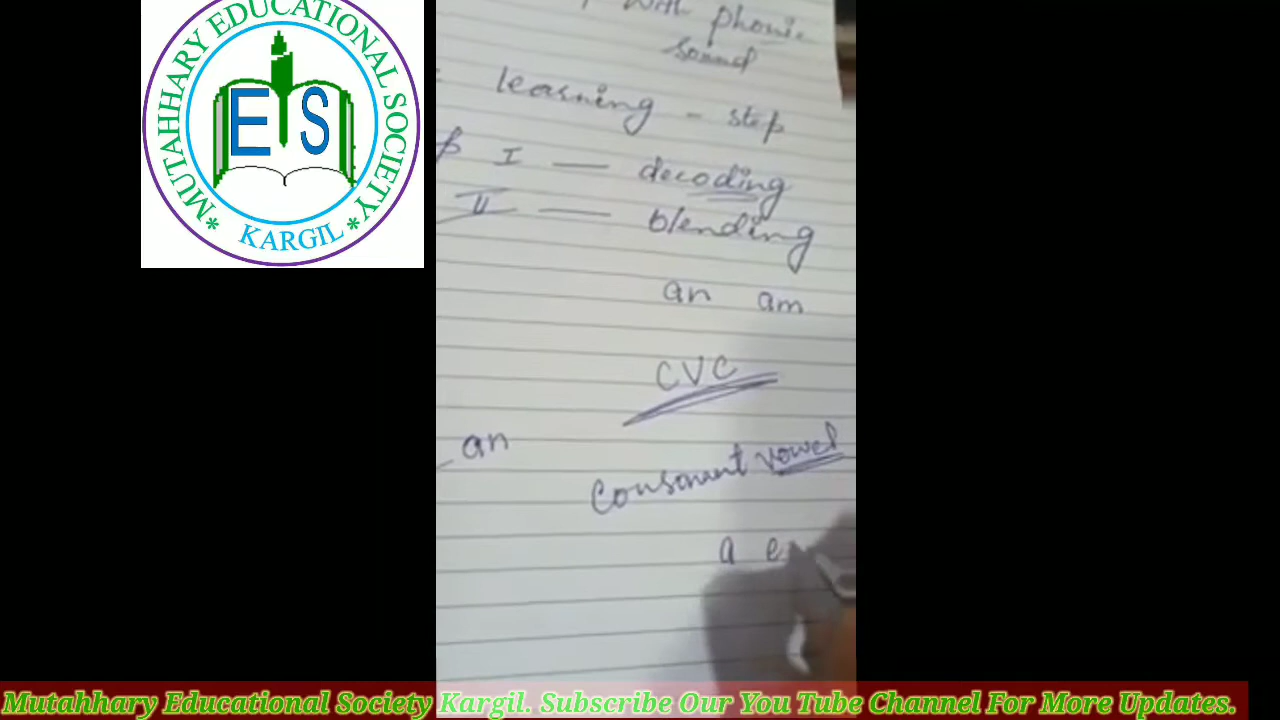 MUTAHHARY EDUCATIONAL SOCIETY
* KARGIL *
EIS
with phonic
sound
learning - step
I — decoding
II — blending
an am
CVC
an
Consonant vowel
a e
Mutahhary Educational Society Kargil. Subscribe Our You Tube Channel For More Updates.